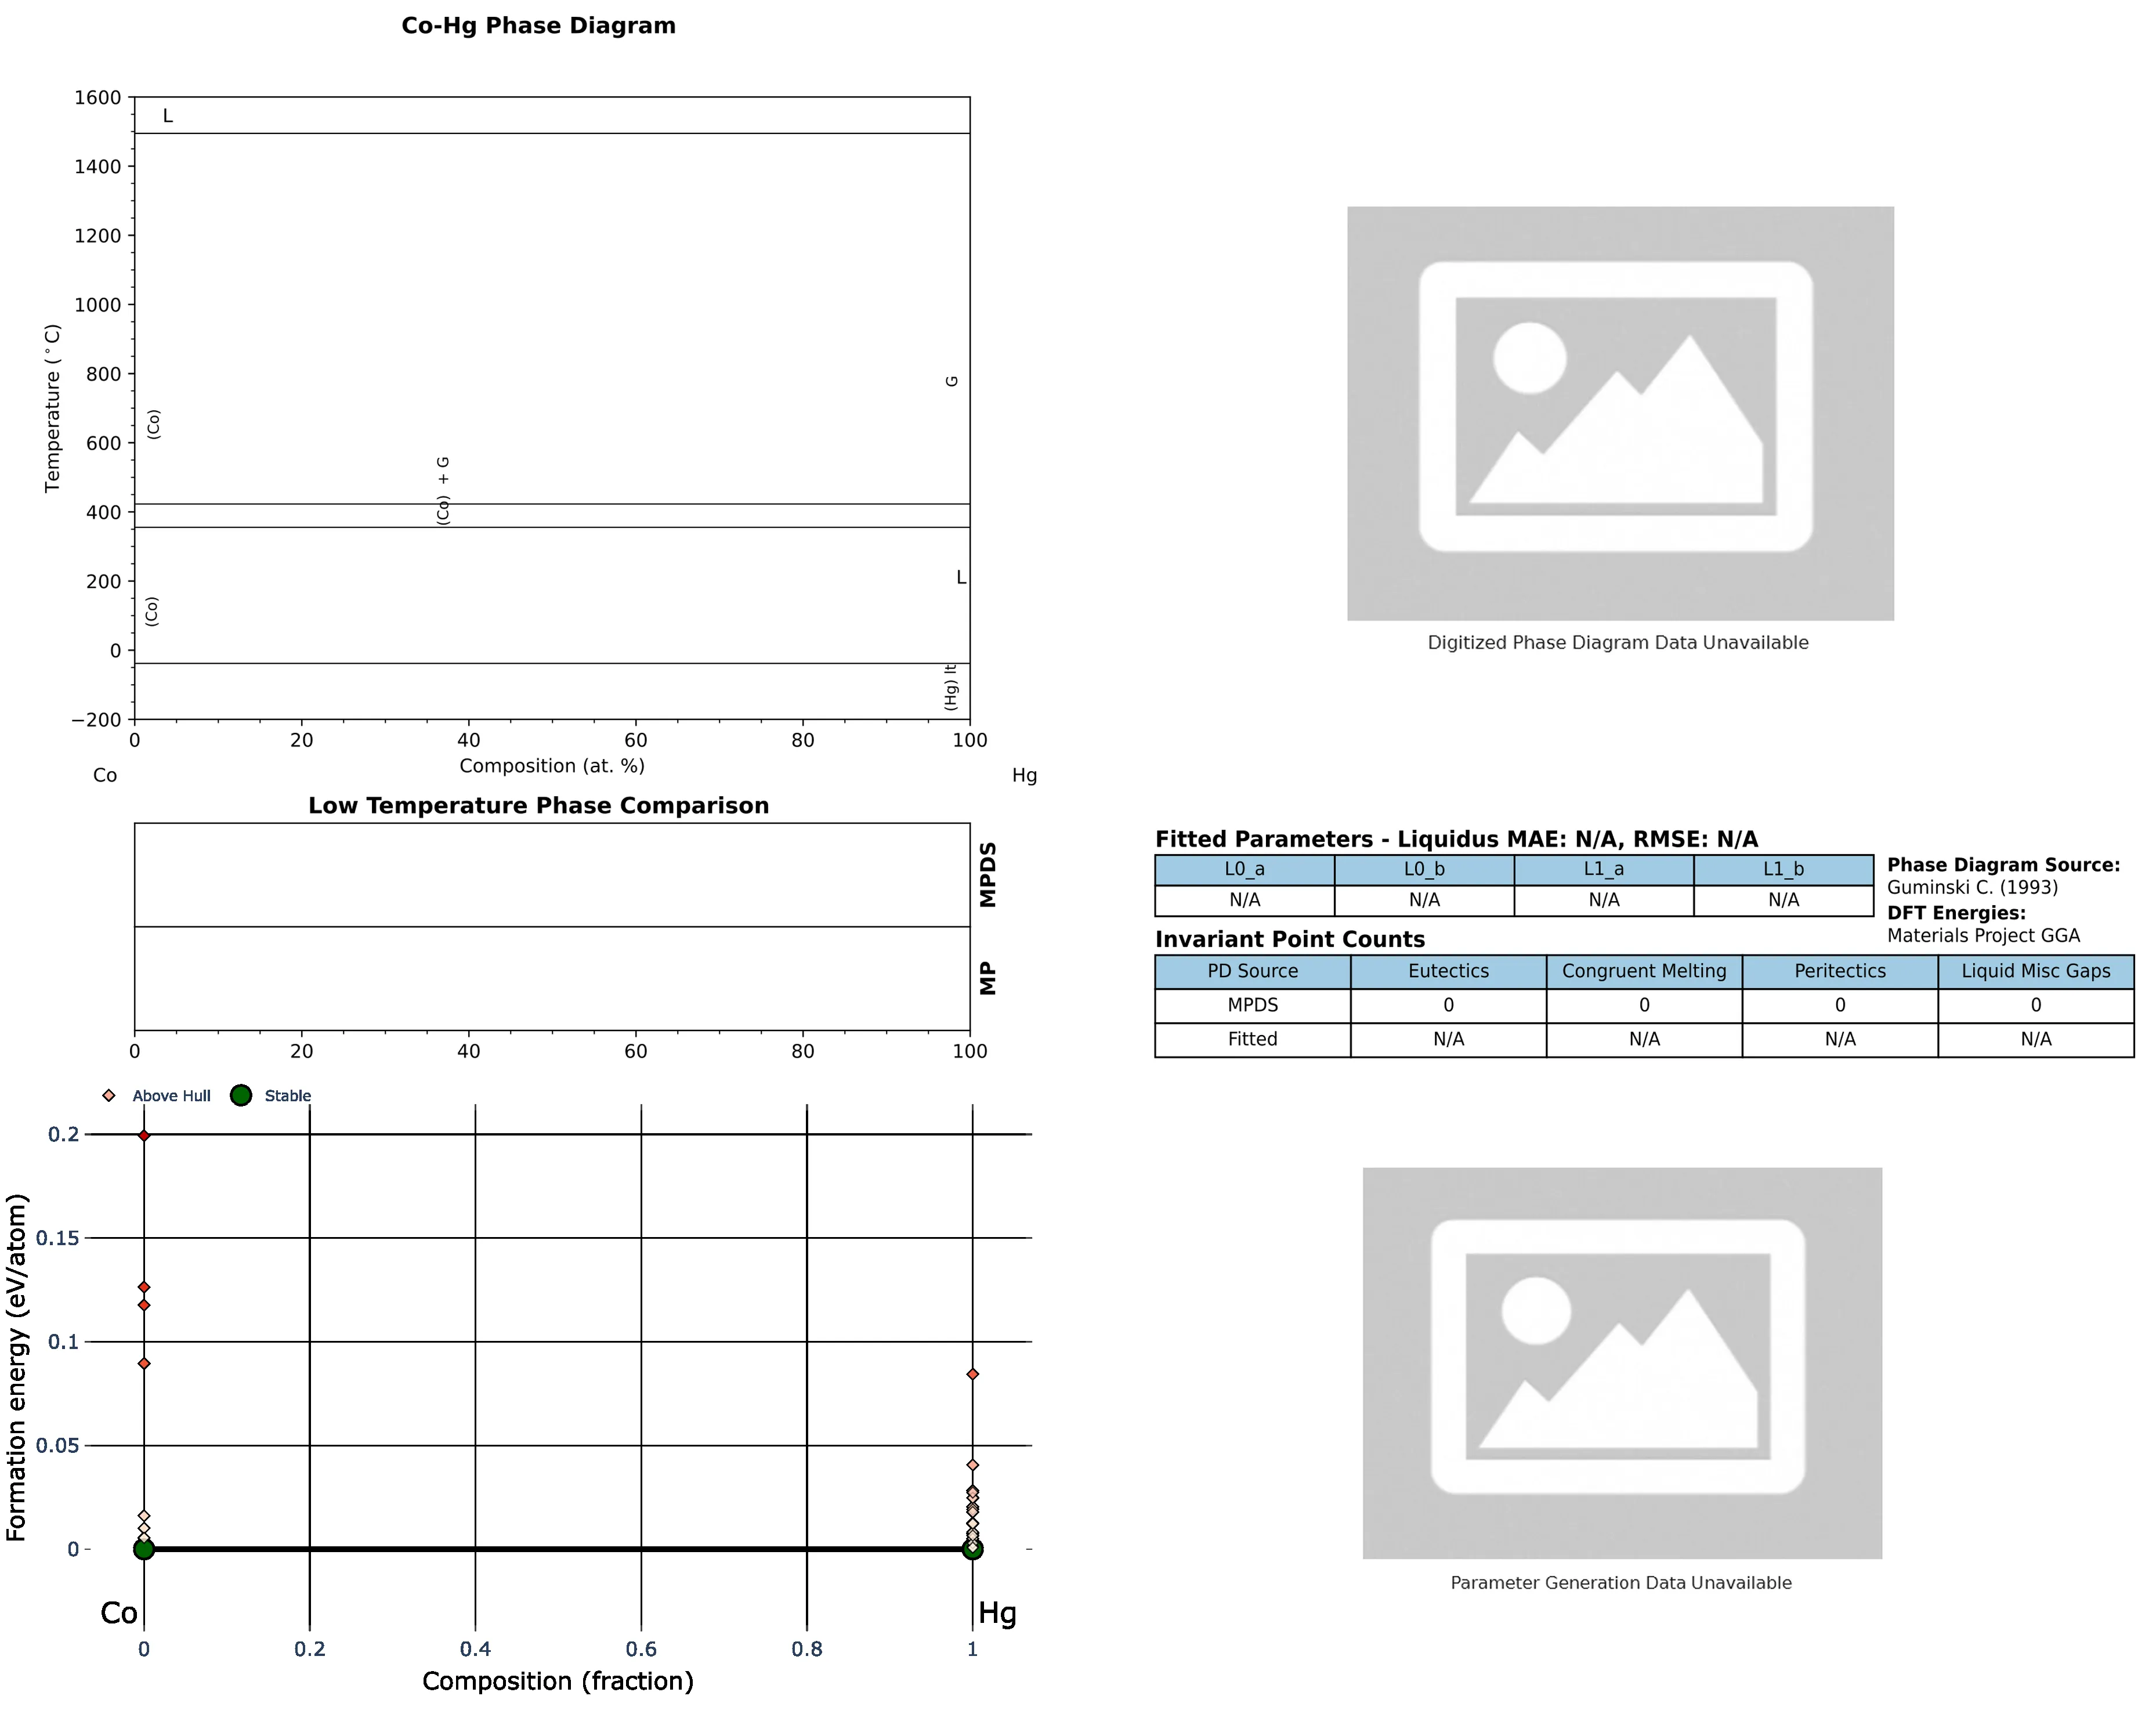 Co-Hg Phase Diagram
1600
1400
1200
1000
800
600
400
200
0
−200
Temperature (°C)
L
G
(Co)
(Co) + G
L
(Co)
(Hg) lt
0 20 40 60 80 100
Composition (at. %)
Co Hg
Digitized Phase Diagram Data Unavailable
Low Temperature Phase Comparison
MPDS
MP
0 20 40 60 80 100
Fitted Parameters - Liquidus MAE: N/A, RMSE: N/A
L0_a L0_b L1_a L1_b
N/A N/A N/A N/A
Phase Diagram Source:
Guminski C. (1993)
DFT Energies:
Materials Project GGA
Invariant Point Counts
PD Source Eutectics Congruent Melting Peritectics Liquid Misc Gaps
MPDS 0 0 0 0
Fitted N/A N/A N/A N/A
Above Hull Stable
0.2
0.15
0.1
0.05
0
Formation energy (eV/atom)
Co Hg
0 0.2 0.4 0.6 0.8 1
Composition (fraction)
Parameter Generation Data Unavailable